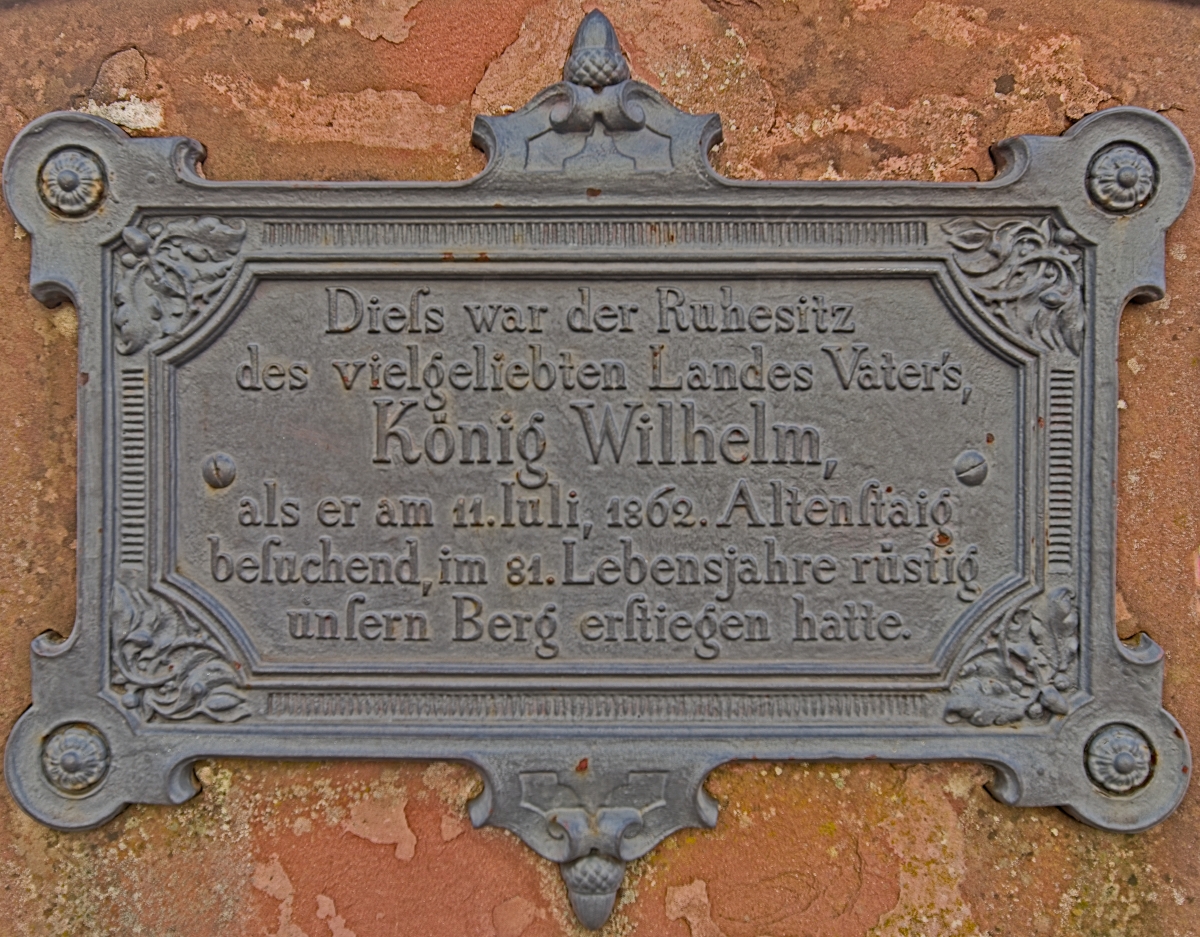 Dieſs war der Ruheſitz
des vielgeliebten Landes Vater's,
König Wilhelm,
als er am 11. Iuli, 1862. Altenſtaig
beſuchend, im 81. Lebensjahre rüstig
unſern Berg erſtiegen hatte.